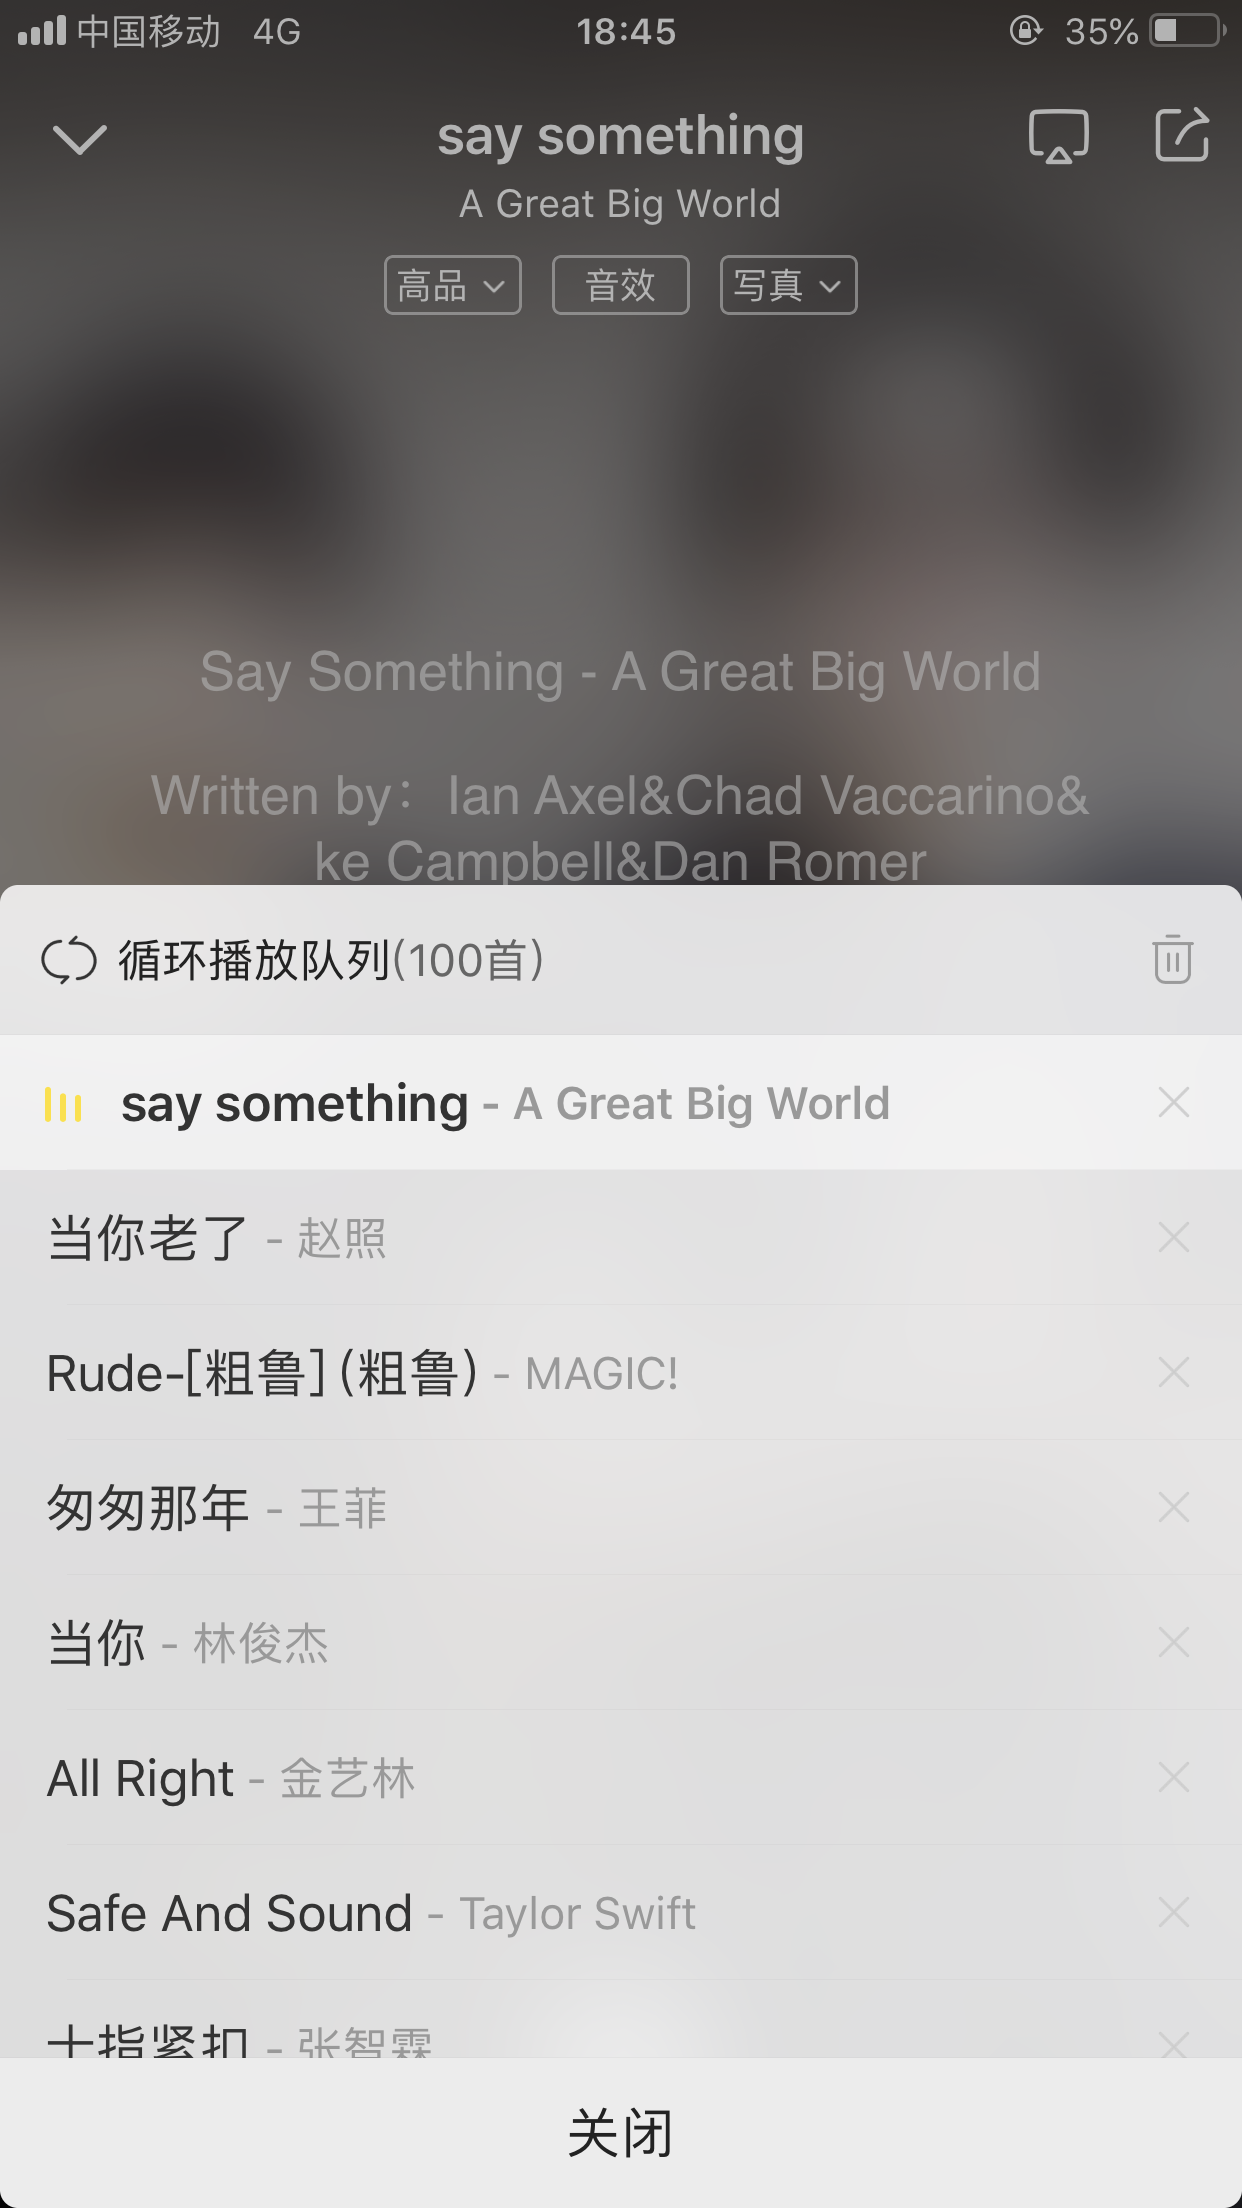 中国移动 4G 18:45 35%
say something
A Great Big World
高品 音效 写真
Say Something - A Great Big World
Written by：Ian Axel&Chad Vaccarino&
ke Campbell&Dan Romer
循环播放队列(100首)
say something - A Great Big World
当你老了 - 赵照
Rude-[粗鲁] (粗鲁) - MAGIC!
匆匆那年 - 王菲
当你 - 林俊杰
All Right - 金艺林
Safe And Sound - Taylor Swift
十指紧扣 - 张智霖
关闭